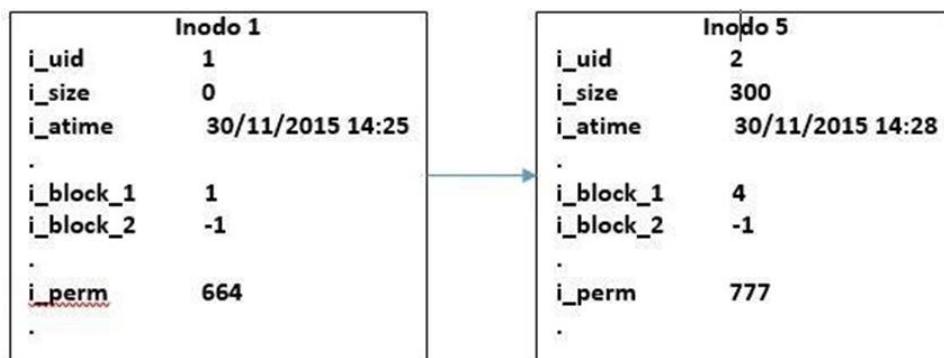 Inodo 1
i_uid 1
i_size 0
i_atime 30/11/2015 14:25
.
i_block_1 1
i_block_2 -1
.
i_perm 664
.
Inodo 5
i_uid 2
i_size 300
i_atime 30/11/2015 14:28
.
i_block_1 4
i_block_2 -1
.
i_perm 777
.